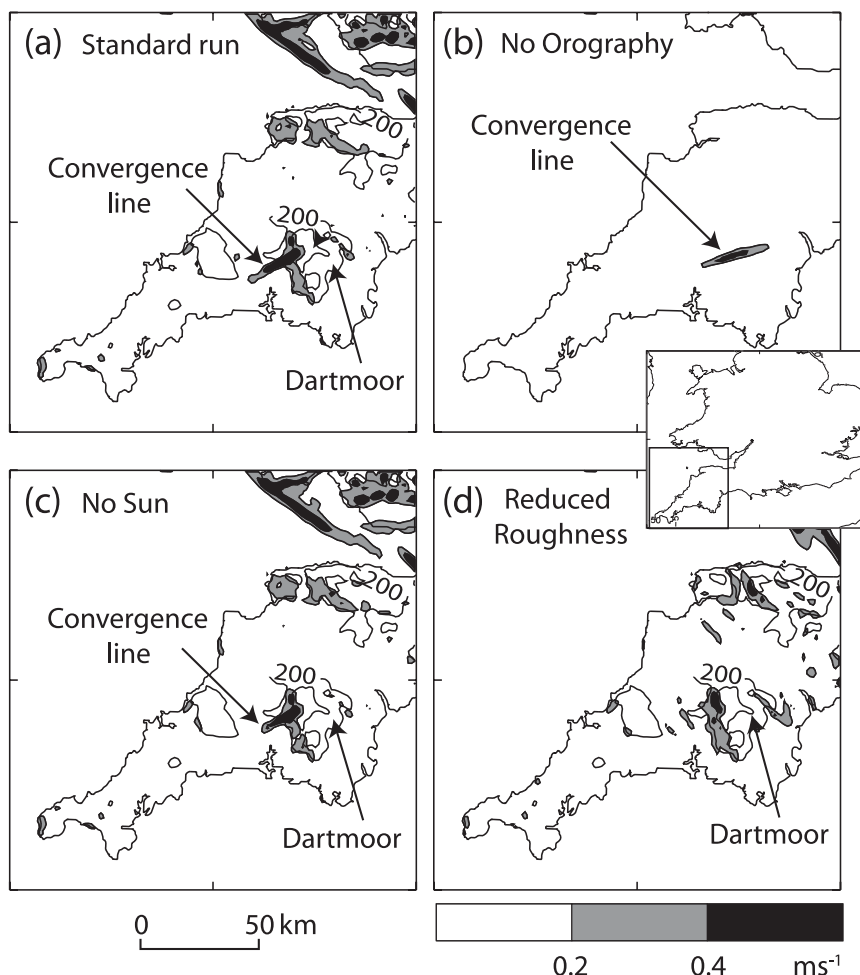 (a) Standard run
200
Convergence
line
200
Dartmoor
(b) No Orography
Convergence
line
(c) No Sun
200
Convergence
line
200
Dartmoor
(d) Reduced
Roughness
200
200
Dartmoor
0 50 km
0.2 0.4 ms⁻¹